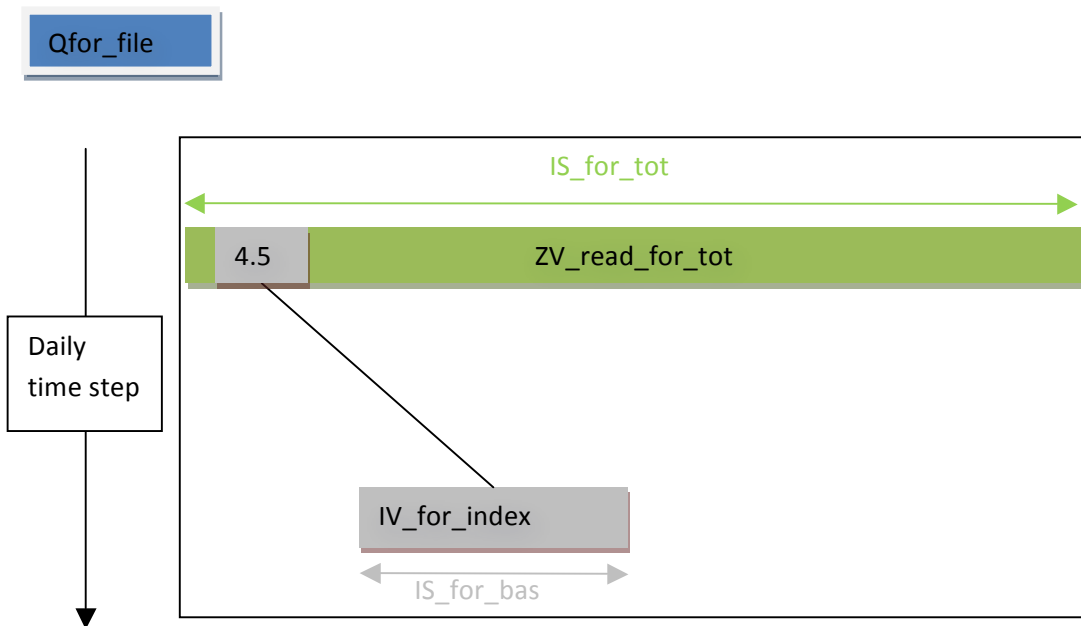 Qfor_file
IS_for_tot
4.5
ZV_read_for_tot
Daily
time step
IV_for_index
IS_for_bas